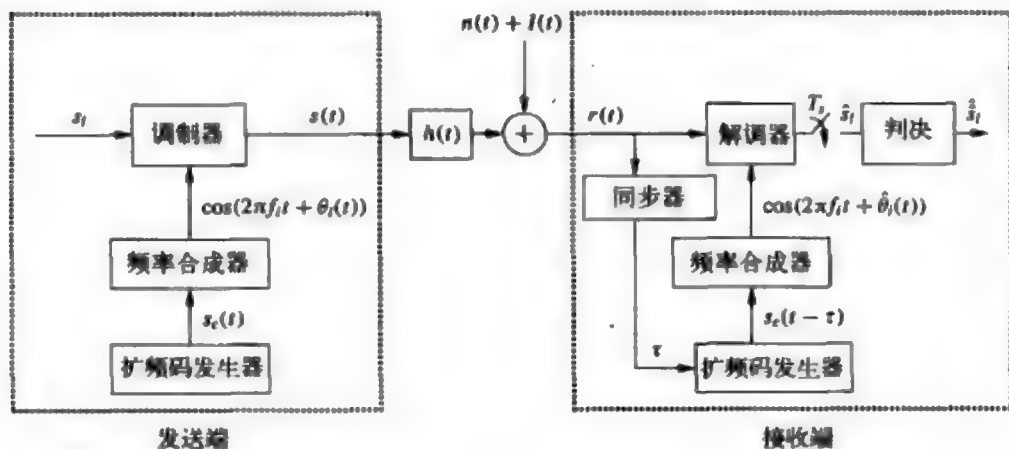 n(t) + I(t)
s_l
调制器
s(t)
h(t)
+
r(t)
解调器
T_s
ŝ_l
判决
ŝ̂_l
同步器
cos(2πf_i t + θ_i(t))
cos(2πf_i t + θ̂_i(t))
频率合成器
频率合成器
s_c(t)
s_c(t − τ)
扩频码发生器
τ
扩频码发生器
发送端
接收端